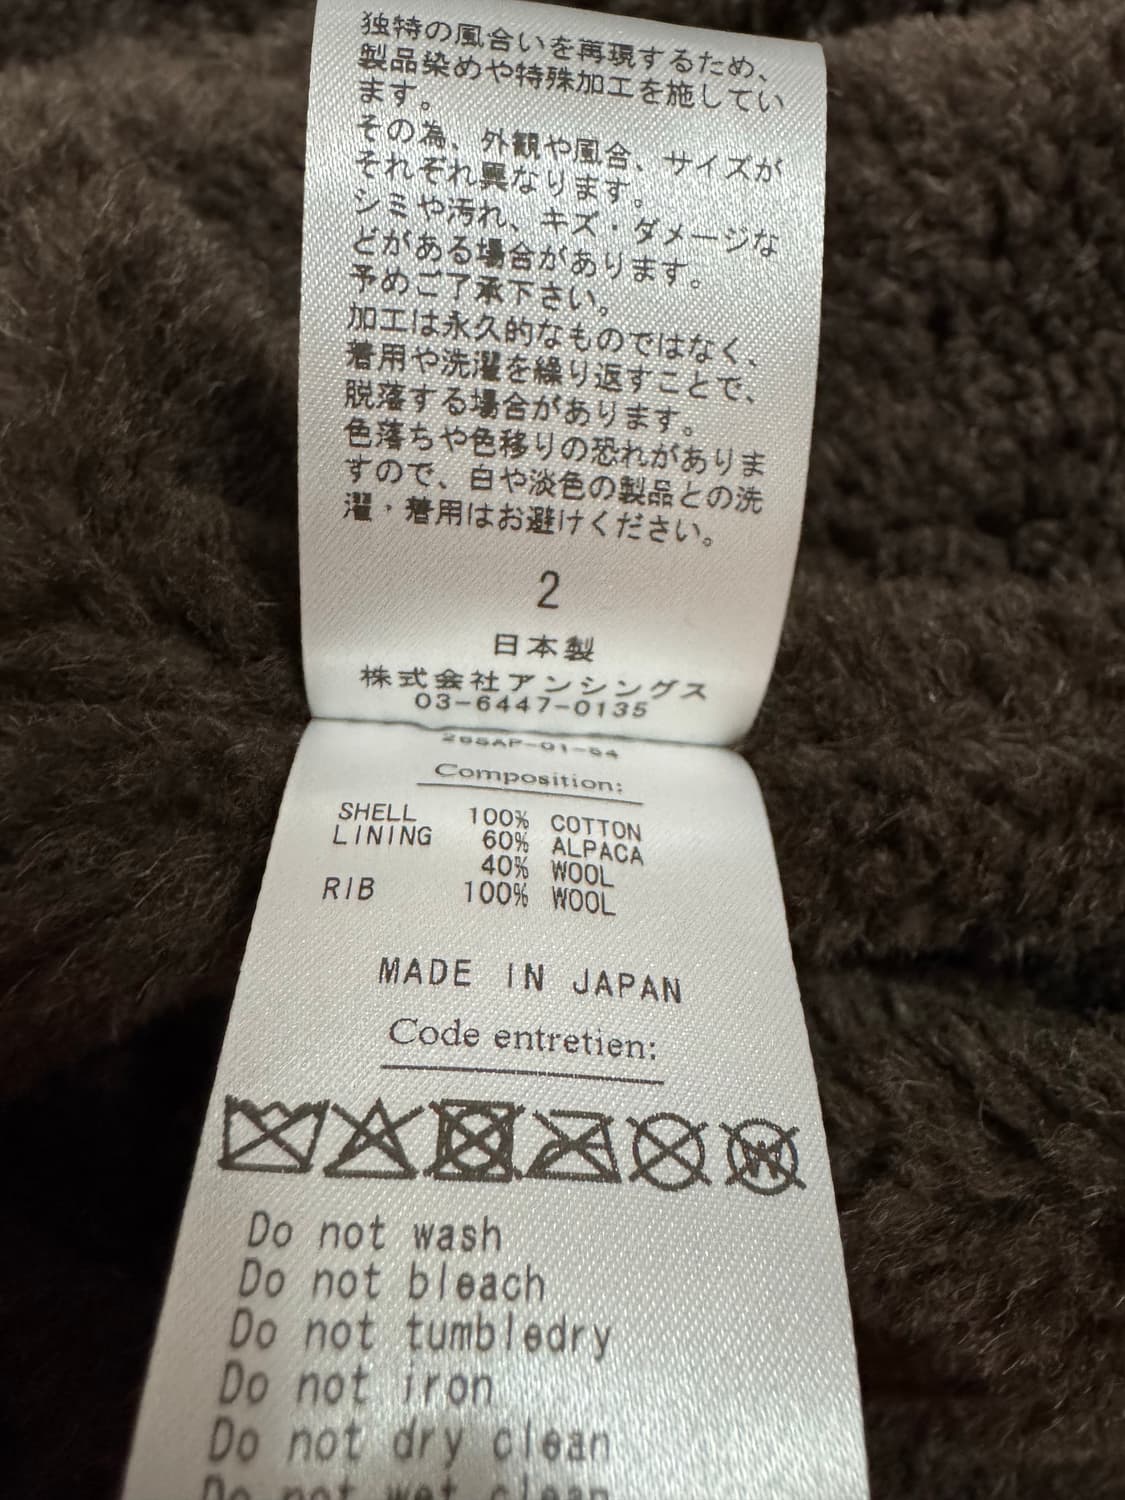 独特の風合いを再現するため、
製品染めや特殊加工を施してい
ます。
その為、外観や風合、サイズが
それぞれ異なります。
シミや汚れ、キズ・ダメージな
どがある場合があります。
予めご了承下さい。
加工は永久的なものではなく、
着用や洗濯を繰り返すことで、
脱落する場合があります。
色落ちや色移りの恐れがありま
すので、白や淡色の製品との洗
濯・着用はお避けください。
2
日本製
株式会社アンシングス
03-6447-0135
Composition:
SHELL 100% COTTON
LINING 60% ALPACA
40% WOOL
RIB 100% WOOL
MADE IN JAPAN
Code entretien:
W
Do not wash
Do not bleach
Do not tumbledry
Do not iron
Do not dry clean
Do not wet clean